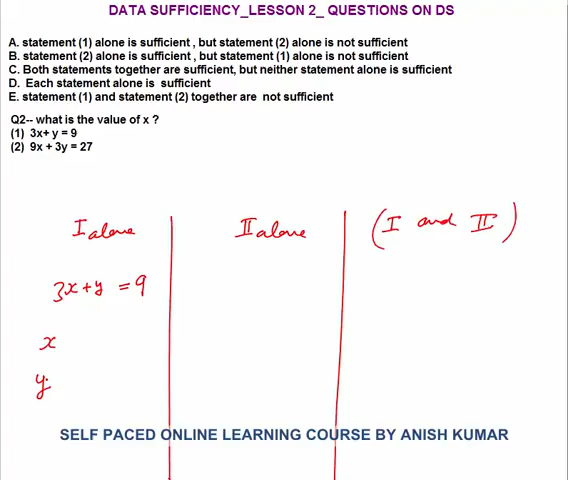 DATA SUFFICIENCY_LESSON 2_ QUESTIONS ON DS
A. statement (1) alone is sufficient , but statement (2) alone is not sufficient
B. statement (2) alone is sufficient , but statement (1) alone is not sufficient
C. Both statements together are sufficient, but neither statement alone is sufficient
D. Each statement alone is sufficient
E. statement (1) and statement (2) together are not sufficient
Q2-- what is the value of x ?
(1) 3x+ y = 9
(2) 9x + 3y = 27
I alone II alone (I and II)
3x+y = 9
x
y
SELF PACED ONLINE LEARNING COURSE BY ANISH KUMAR